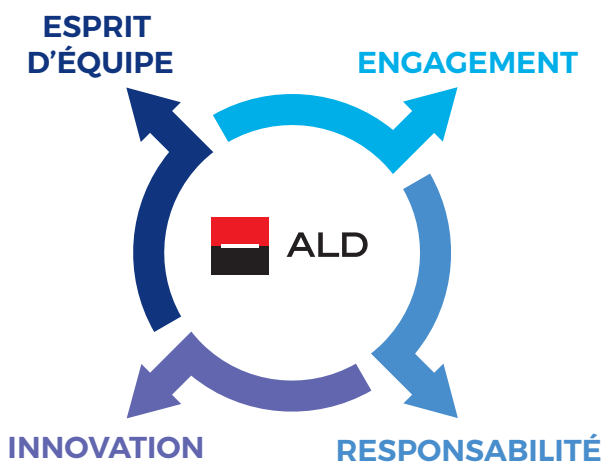 ESPRIT
D’ÉQUIPE
ENGAGEMENT
ALD
INNOVATION
RESPONSABILITÉ